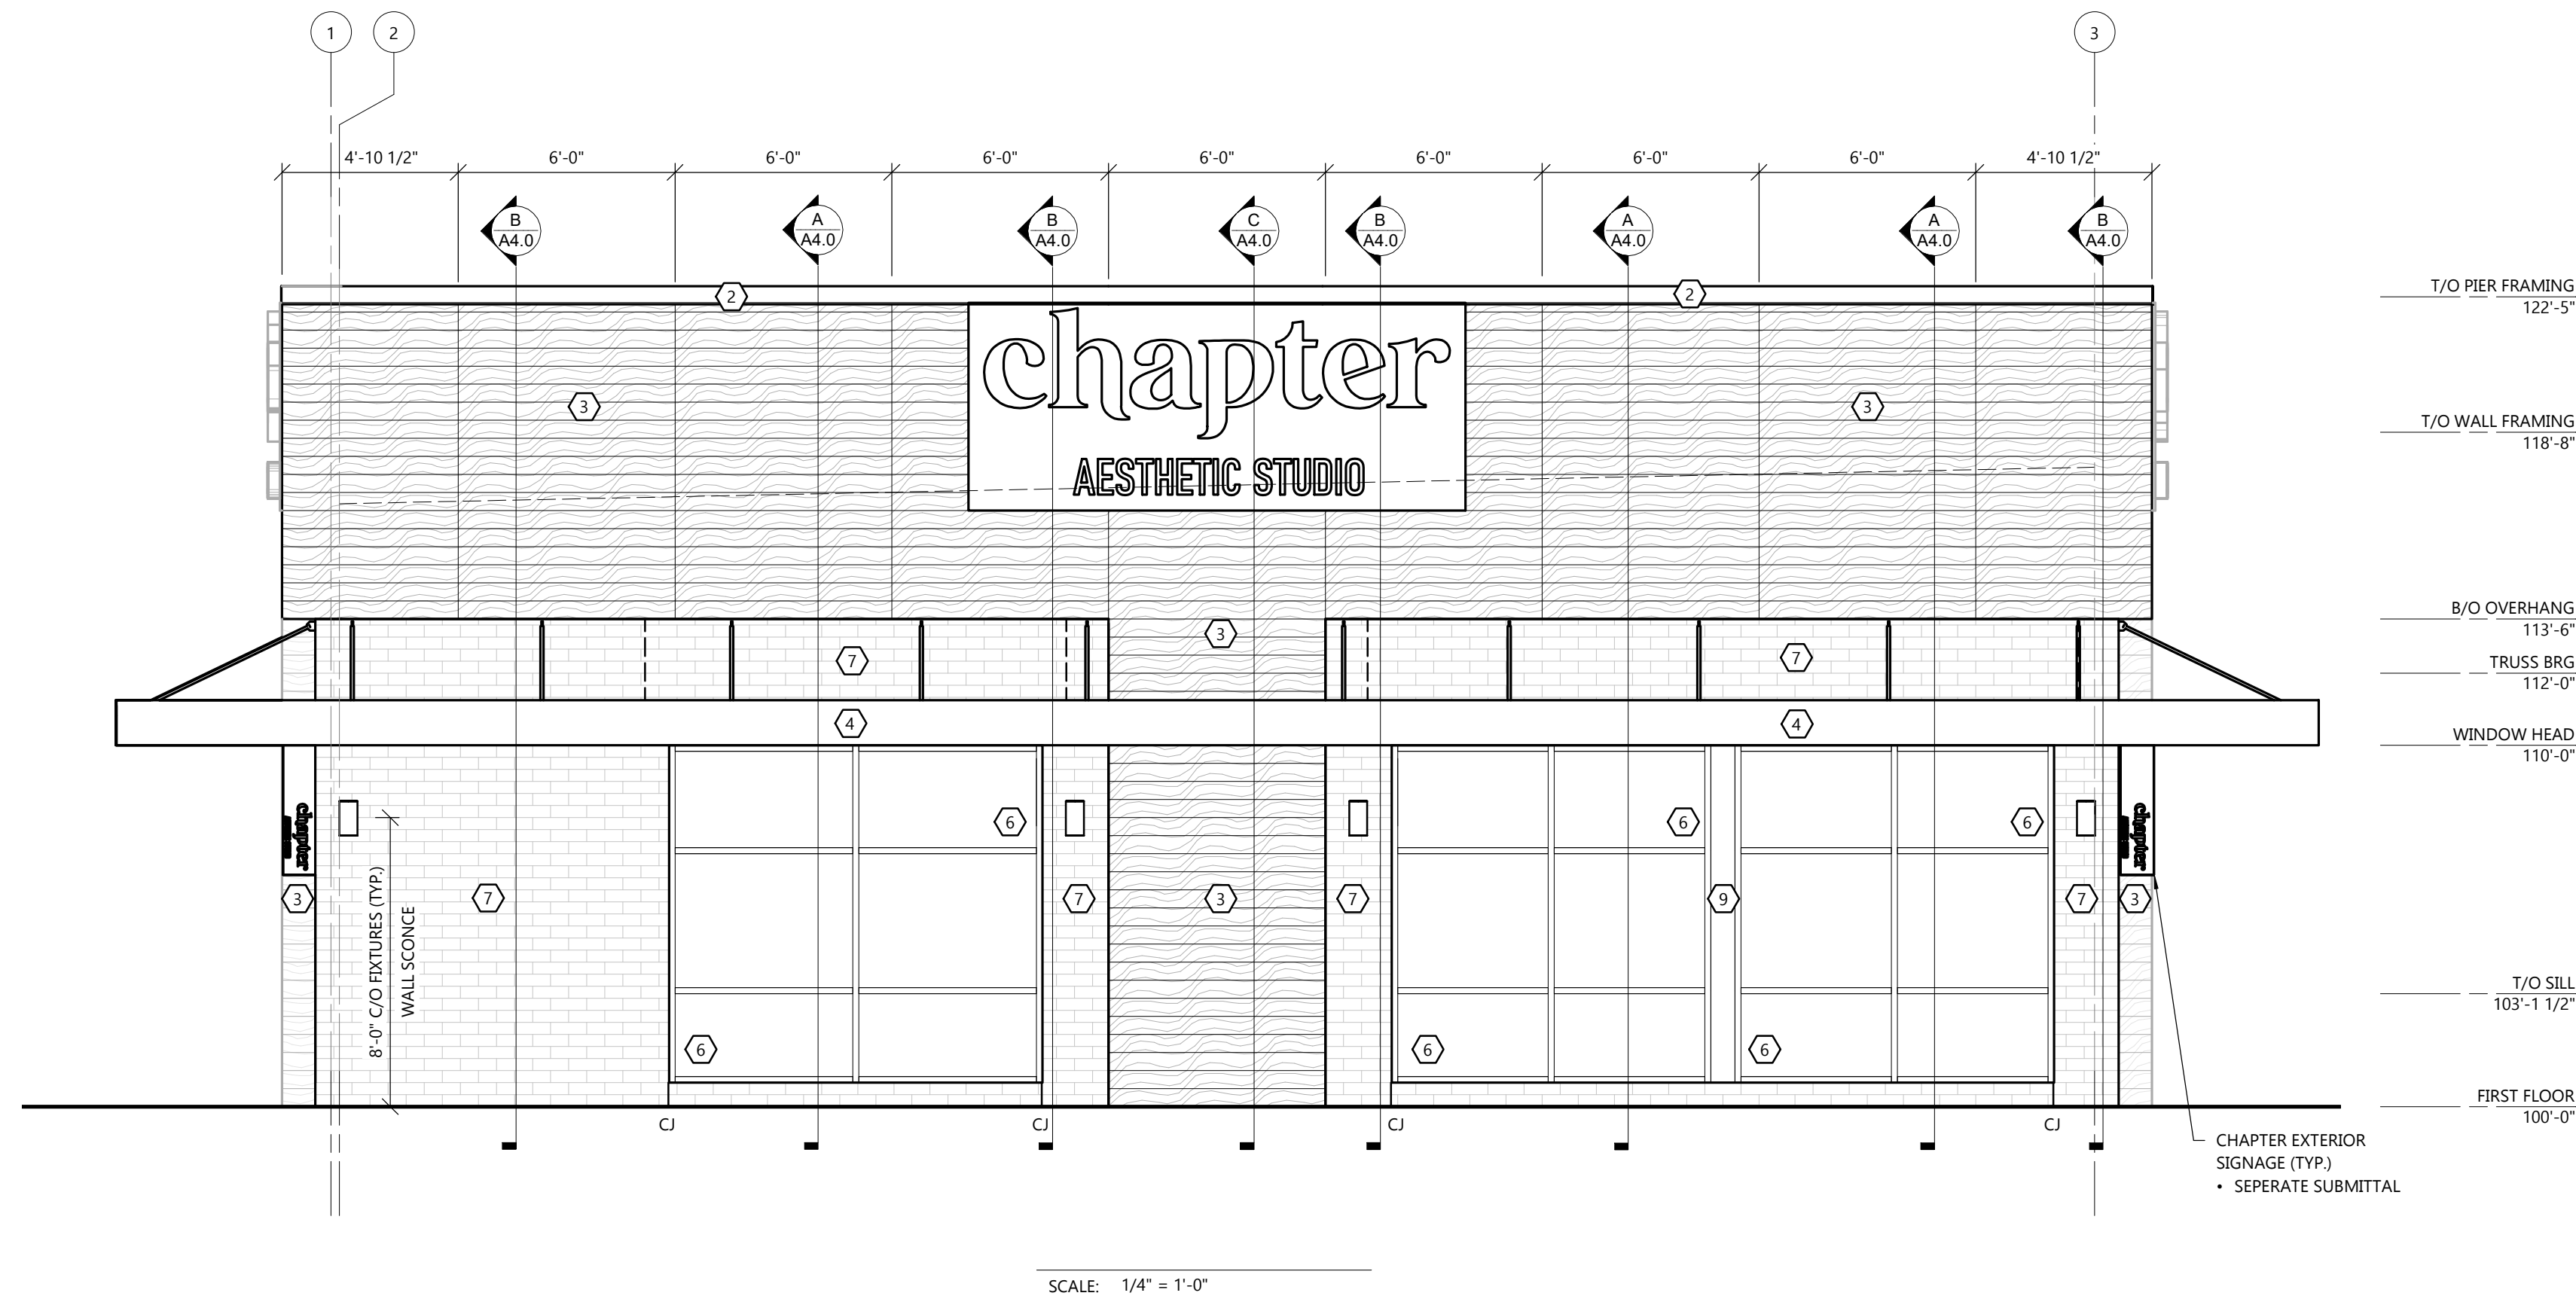 1
2
3
4'-10 1/2"
6'-0"
6'-0"
6'-0"
6'-0"
6'-0"
6'-0"
6'-0"
4'-10 1/2"
B
A4.0
A
A4.0
B
A4.0
C
A4.0
B
A4.0
A
A4.0
A
A4.0
B
A4.0
2
2
T/O PIER FRAMING
122'-5"
chapter
AESTHETIC STUDIO
3
3
T/O WALL FRAMING
118'-8"
B/O OVERHANG
113'-6"
3
7
7
TRUSS BRG
112'-0"
4
4
WINDOW HEAD
110'-0"
6
6
6
chapter
chapter
8'-0" C/O FIXTURES (TYP.)
WALL SCONCE
3
7
7
3
7
9
7
3
T/O SILL
103'-1 1/2"
6
6
6
FIRST FLOOR
100'-0"
CJ
CJ
CJ
CJ
CHAPTER EXTERIOR
SIGNAGE (TYP.)
• SEPERATE SUBMITTAL
SCALE: 1/4" = 1'-0"